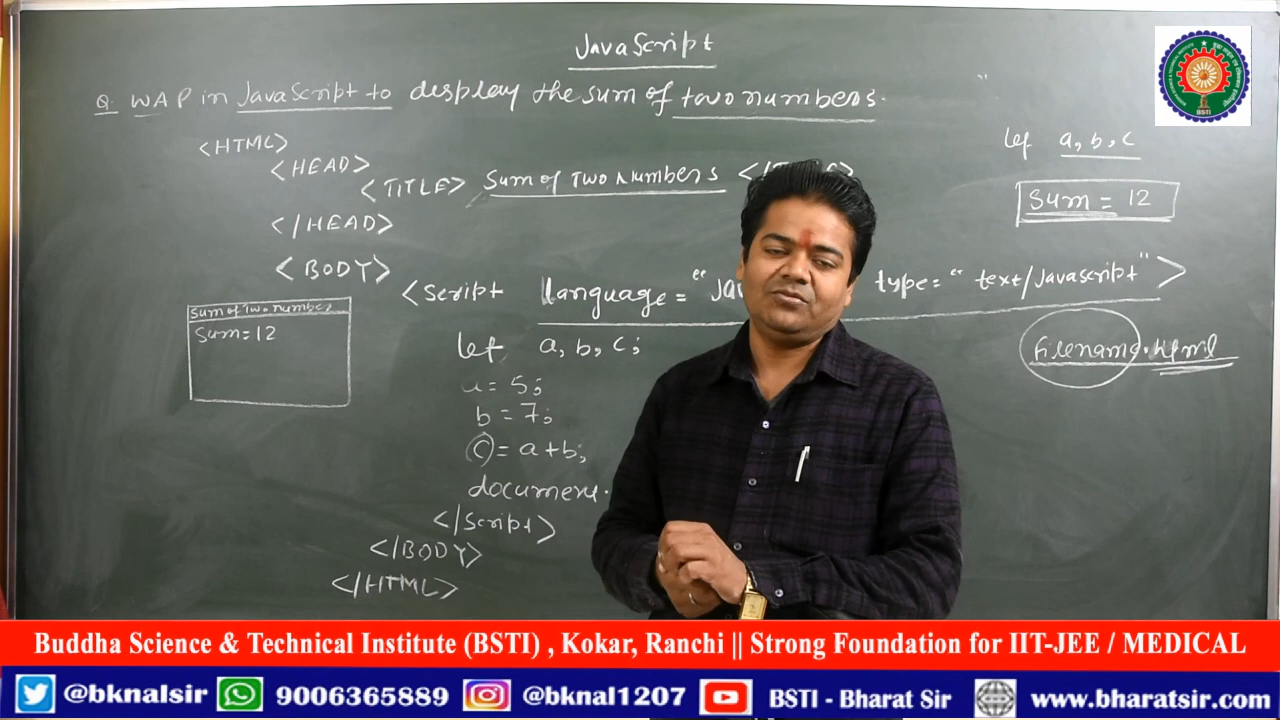 JavaScript
Q. WAP in JavaScript to display the sum of two numbers.
<HTML>
<HEAD>
<TITLE> Sum of Two Numbers
</HEAD>
<BODY>
<Script language="Jav type="text/javascript">
let a, b, c;
a = 5;
b = 7;
c = a+b;
document.
</Script>
</BODY>
</HTML>
Sum of Two number
Sum=12
let a, b, c
Sum = 12
Filename.html
BSTI
Buddha Science & Technical Institute (BSTI) , Kokar, Ranchi || Strong Foundation for IIT-JEE / MEDICAL
@bknalsir 9006365889 @bknal1207 BSTI - Bharat Sir www.bharatsir.com